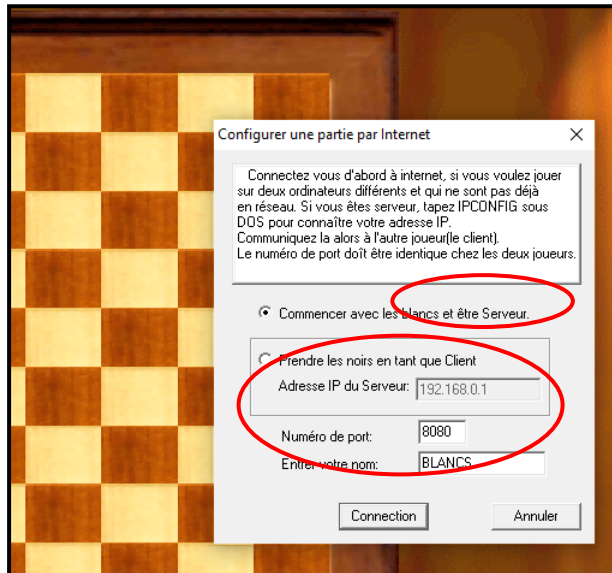 Configurer une partie par Internet
Connectez vous d'abord à internet, si vous voulez jouer
sur deux ordinateurs différents et qui ne sont pas déjà
en réseau. Si vous êtes serveur, tapez IPCONFIG sous
DOS pour connaître votre adresse IP.
Communiquez la alors à l'autre joueur(le client).
Le numéro de port doît être identique chez les deux joueurs.
Commencer avec les blancs et être Serveur.
Prendre les noirs en tant que Client
Adresse IP du Serveur: 192.168.0.1
Numéro de port: 8080
Entrer votre nom: BLANCS
Connection Annuler